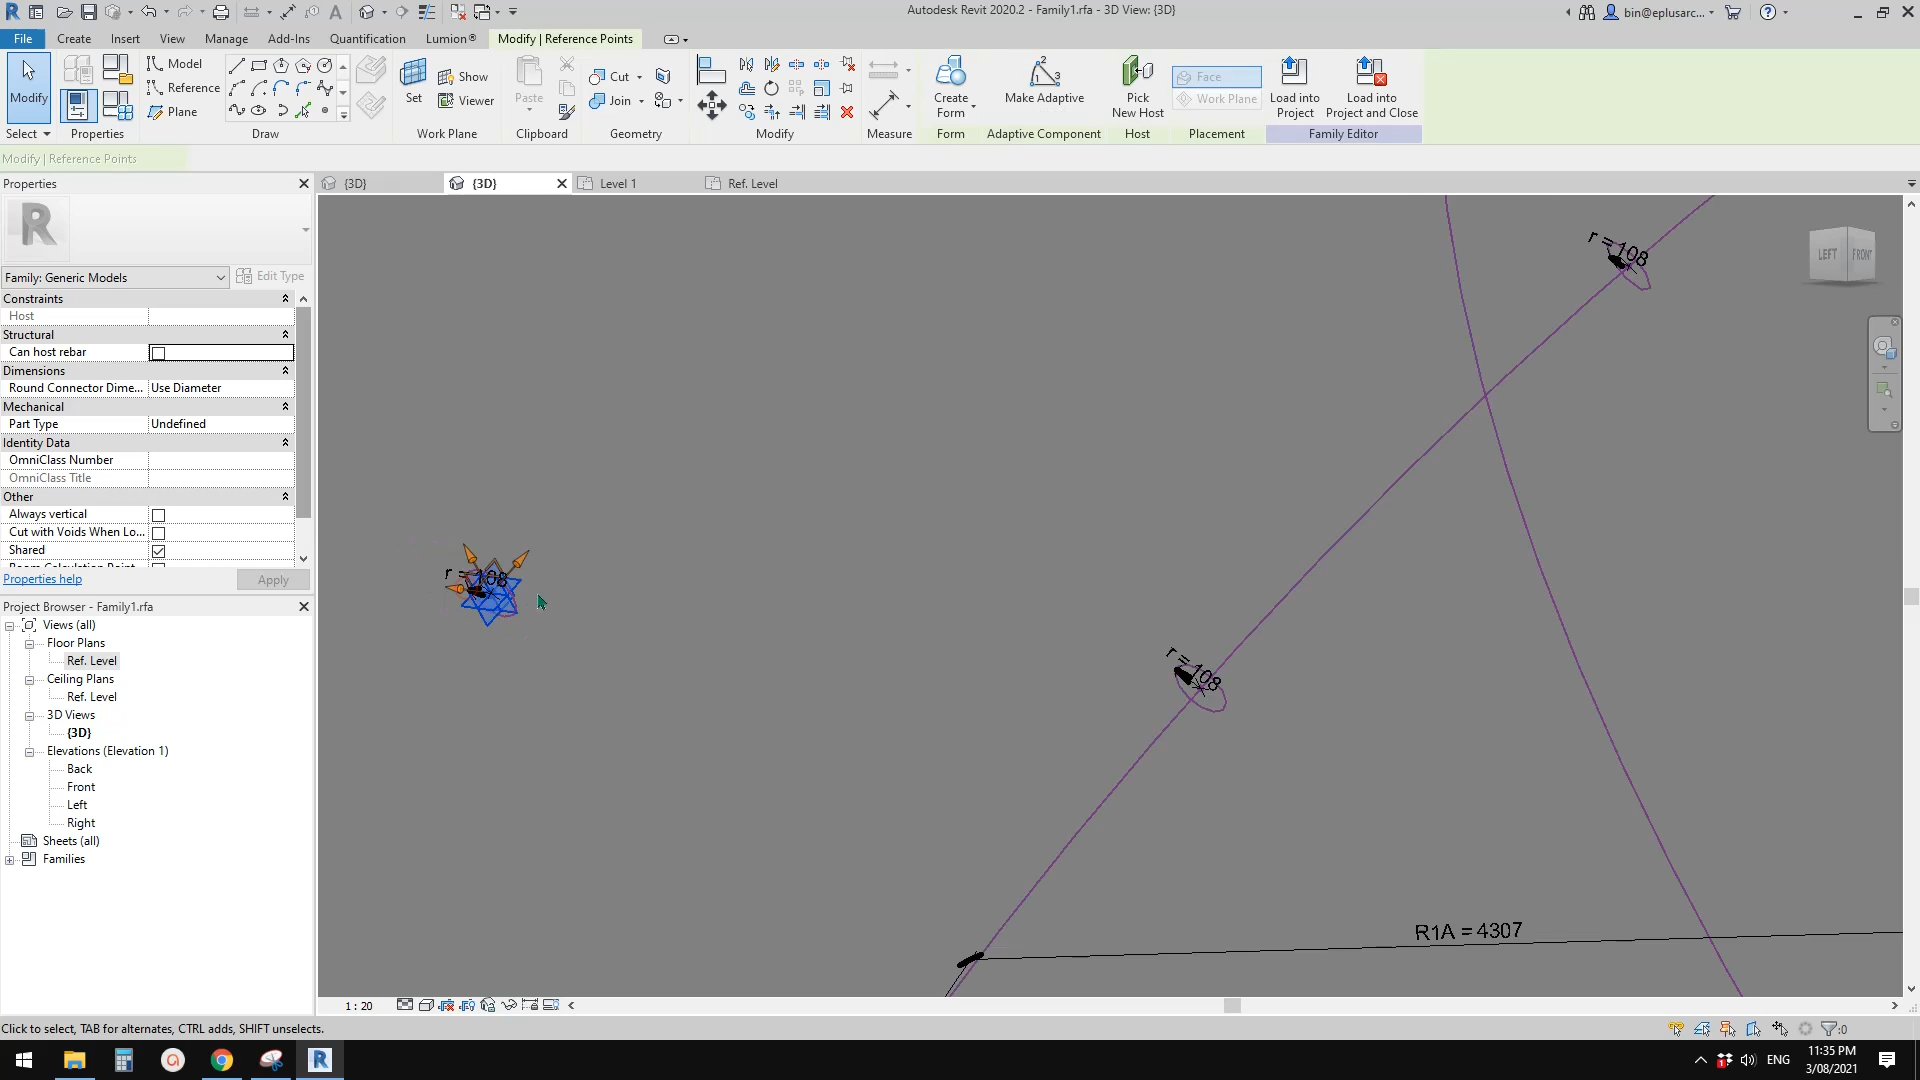 Autodesk Revit 2020.2 - Family1.rfa - 3D View: {3D}
bin@eplusarc...
File
Create
Insert
View
Manage
Add-Ins
Quantification
Lumion®
Modify | Reference Points
Modify
Select
Properties
Model
Reference
Plane
Draw
Set
Show
Viewer
Work Plane
Paste
Clipboard
Cut
Join
Geometry
Modify
Measure
Create
Form
Form
Make Adaptive
Adaptive Component
Pick
New Host
Host
Face
Work Plane
Placement
Load into
Project
Load into
Project and Close
Family Editor
Modify | Reference Points
Properties
{3D}
{3D}
Level 1
Ref. Level
Family: Generic Models
Edit Type
Constraints
Host
Structural
Can host rebar
Dimensions
Round Connector Dime...
Use Diameter
Mechanical
Part Type
Undefined
Identity Data
OmniClass Number
OmniClass Title
Other
Always vertical
Cut with Voids When Lo...
Shared
Properties help
Apply
Project Browser - Family1.rfa
Views (all)
Floor Plans
Ref. Level
Ceiling Plans
Ref. Level
3D Views
{3D}
Elevations (Elevation 1)
Back
Front
Left
Right
Sheets (all)
Families
r = 108
r = 108
r = 108
R1A = 4307
LEFT
FRONT
1 : 20
Click to select, TAB for alternates, CTRL adds, SHIFT unselects.
:0
ENG
11:35 PM
3/08/2021